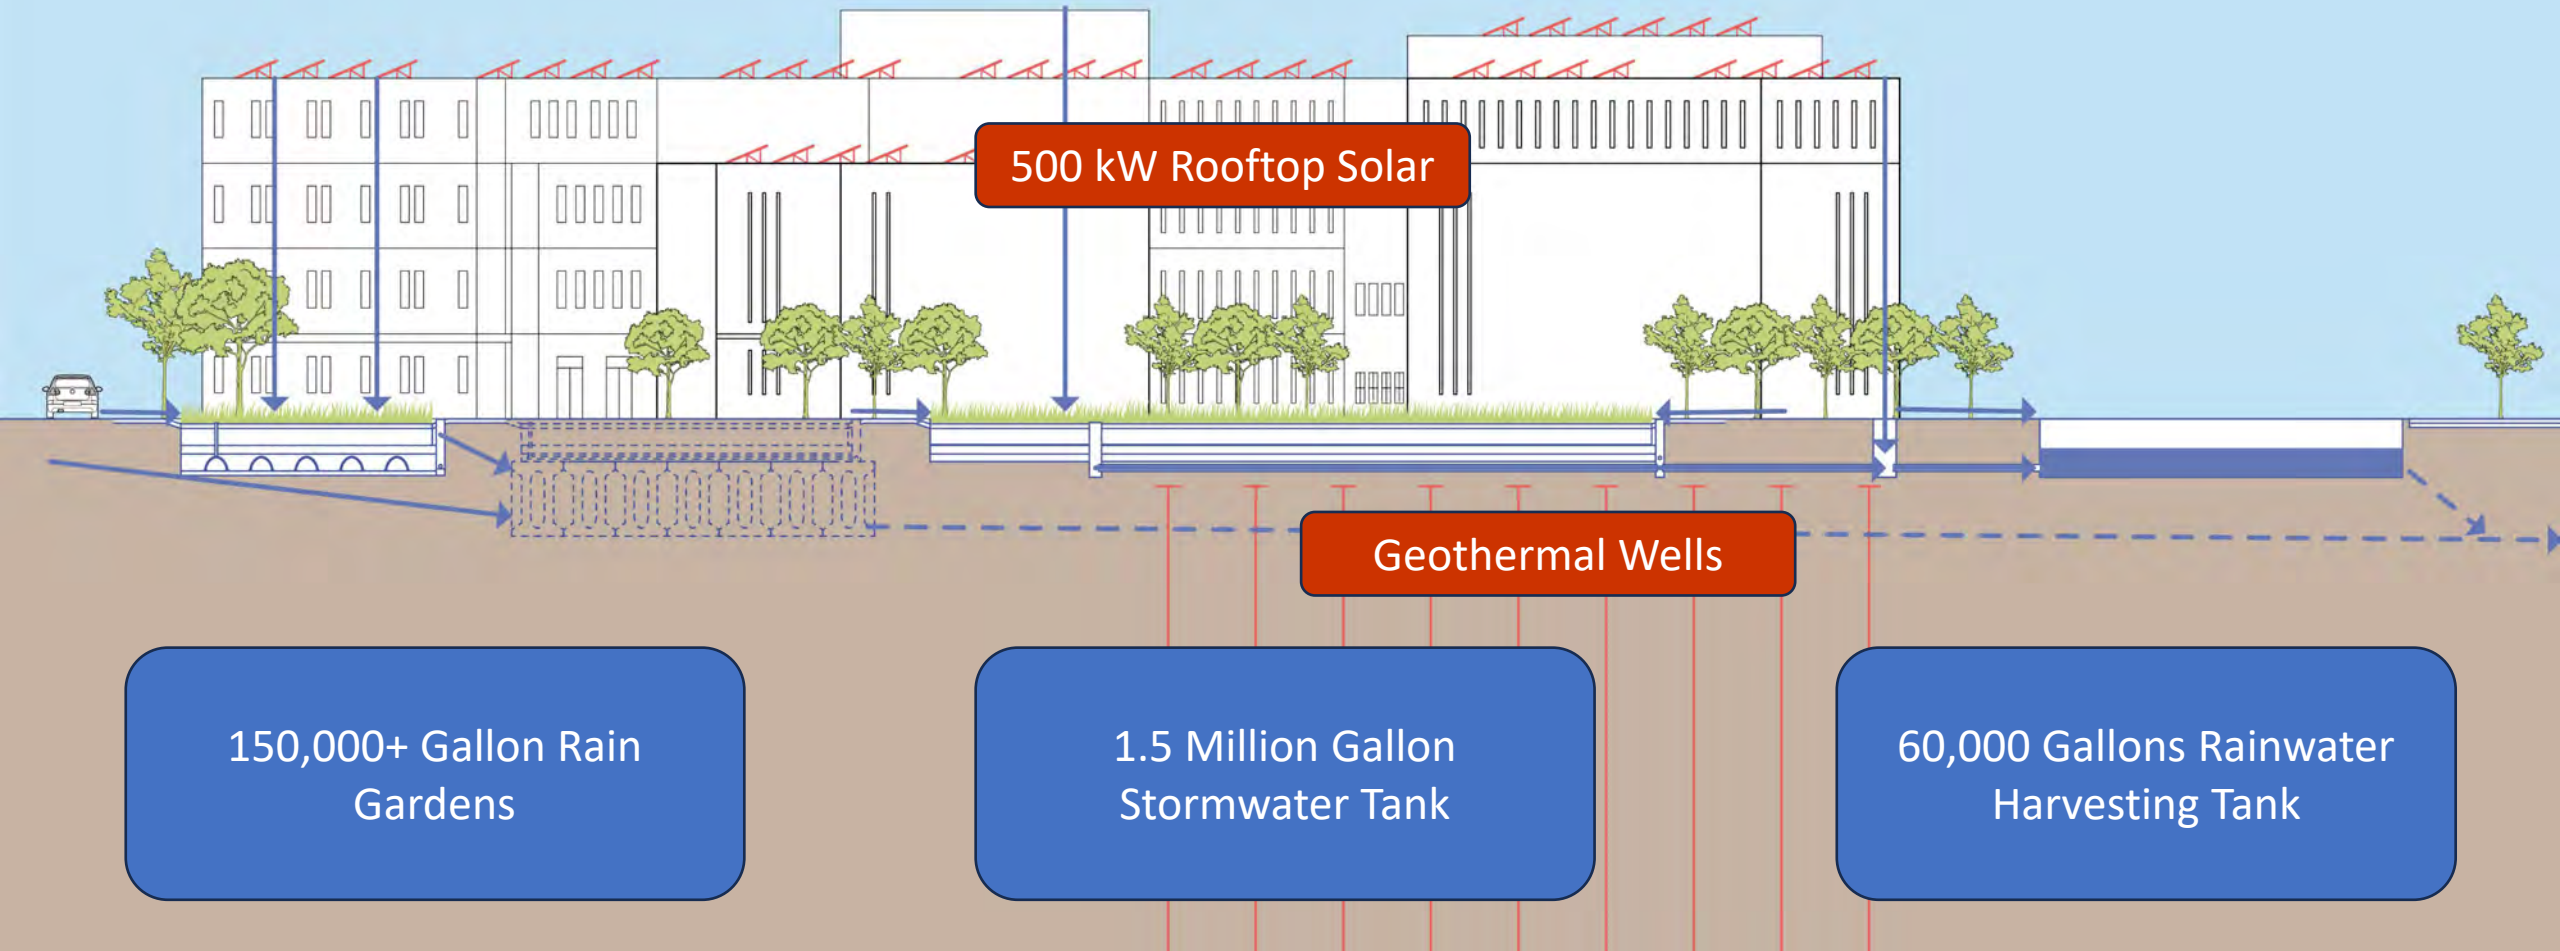 500 kW Rooftop Solar
Geothermal Wells
150,000+ Gallon Rain
Gardens
1.5 Million Gallon
Stormwater Tank
60,000 Gallons Rainwater
Harvesting Tank